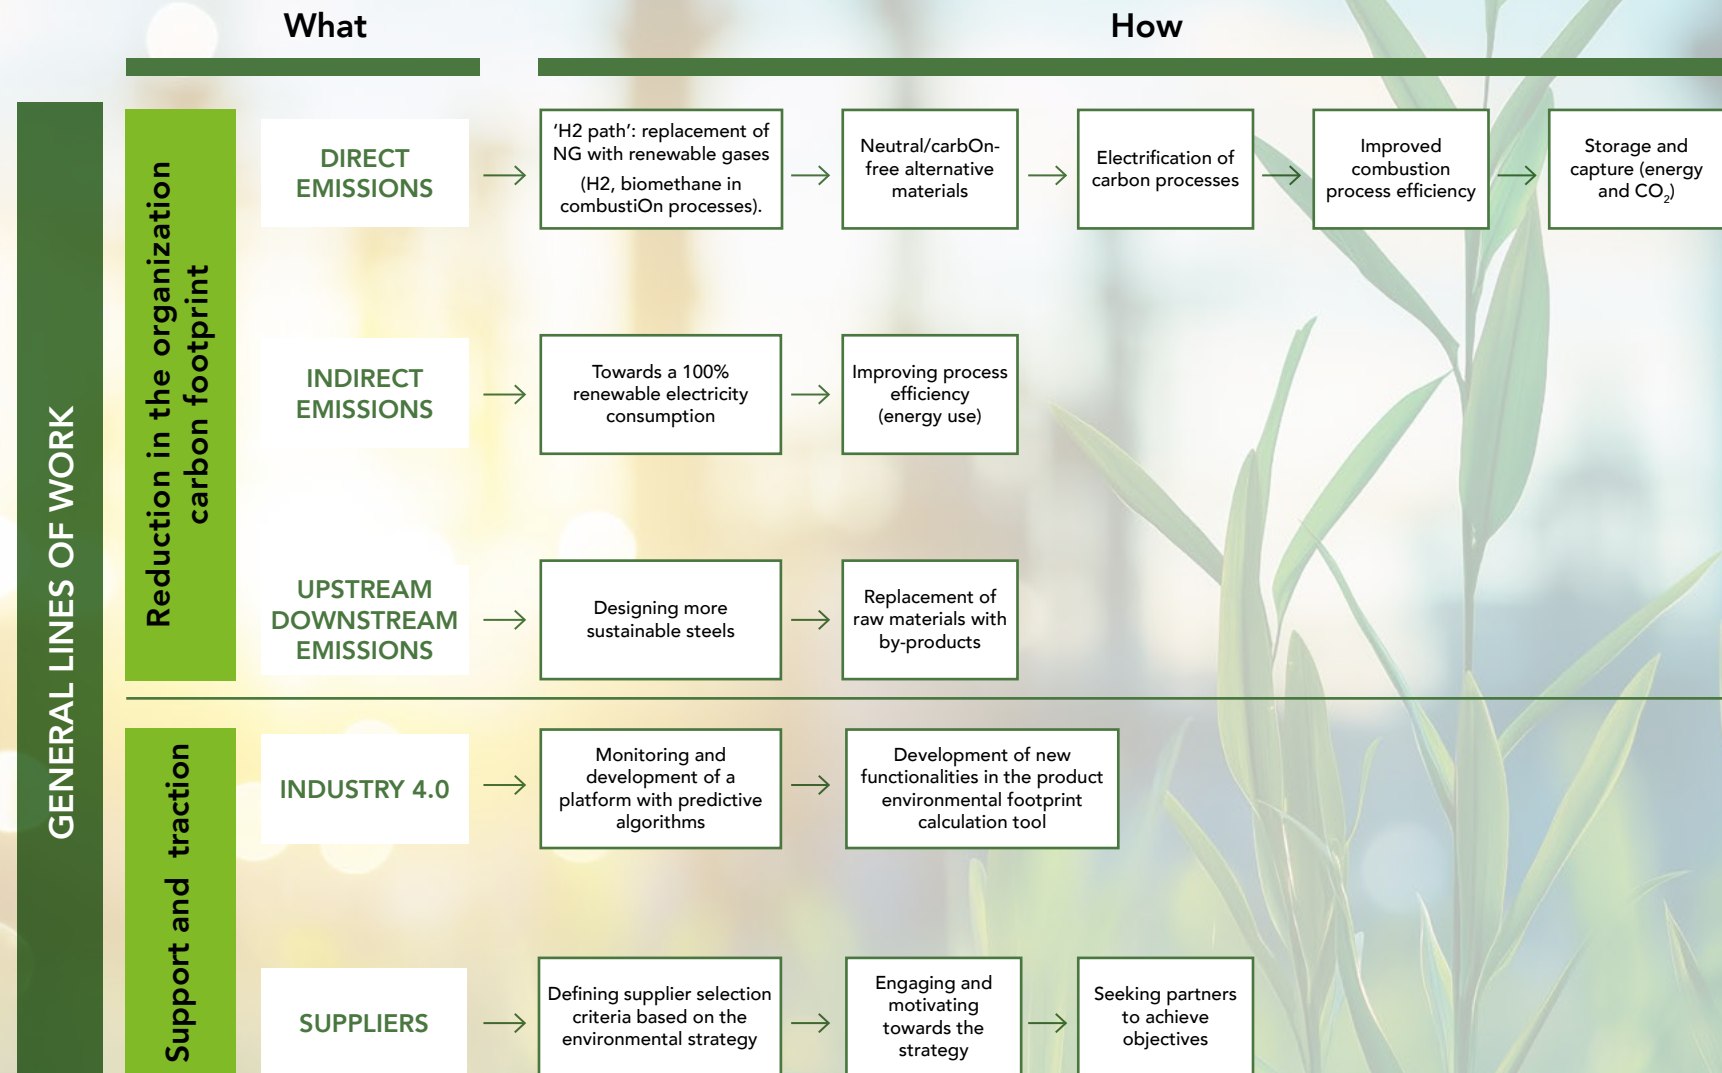 What
How
GENERAL LINES OF WORK
Reduction in the organization
carbon footprint
DIRECT
EMISSIONS
'H2 path': replacement of
NG with renewable gases
(H2, biomethane in
combustiOn processes).
Neutral/carbOn-
free alternative
materials
Electrification of
carbon processes
Improved
combustion
process efficiency
Storage and
capture (energy
and CO₂)
INDIRECT
EMISSIONS
Towards a 100%
renewable electricity
consumption
Improving process
efficiency
(energy use)
UPSTREAM
DOWNSTREAM
EMISSIONS
Designing more
sustainable steels
Replacement of
raw materials with
by-products
Support and traction
INDUSTRY 4.0
Monitoring and
development of a
platform with predictive
algorithms
Development of new
functionalities in the product
environmental footprint
calculation tool
SUPPLIERS
Defining supplier selection
criteria based on the
environmental strategy
Engaging and
motivating
towards the
strategy
Seeking partners
to achieve
objectives